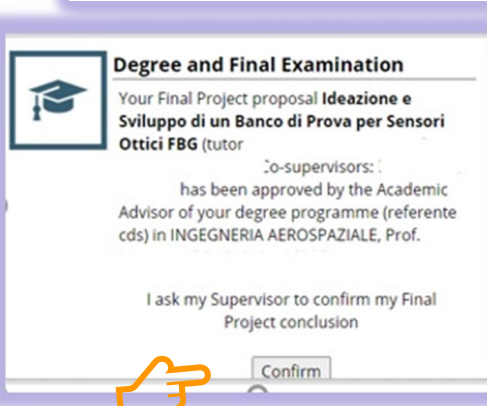 Degree and Final Examination
Your Final Project proposal Ideazione e
Sviluppo di un Banco di Prova per Sensori
Ottici FBG (tutor
Co-supervisors:
has been approved by the Academic
Advisor of your degree programme (referente
cds) in INGEGNERIA AEROSPAZIALE, Prof.
I ask my Supervisor to confirm my Final
Project conclusion
Confirm